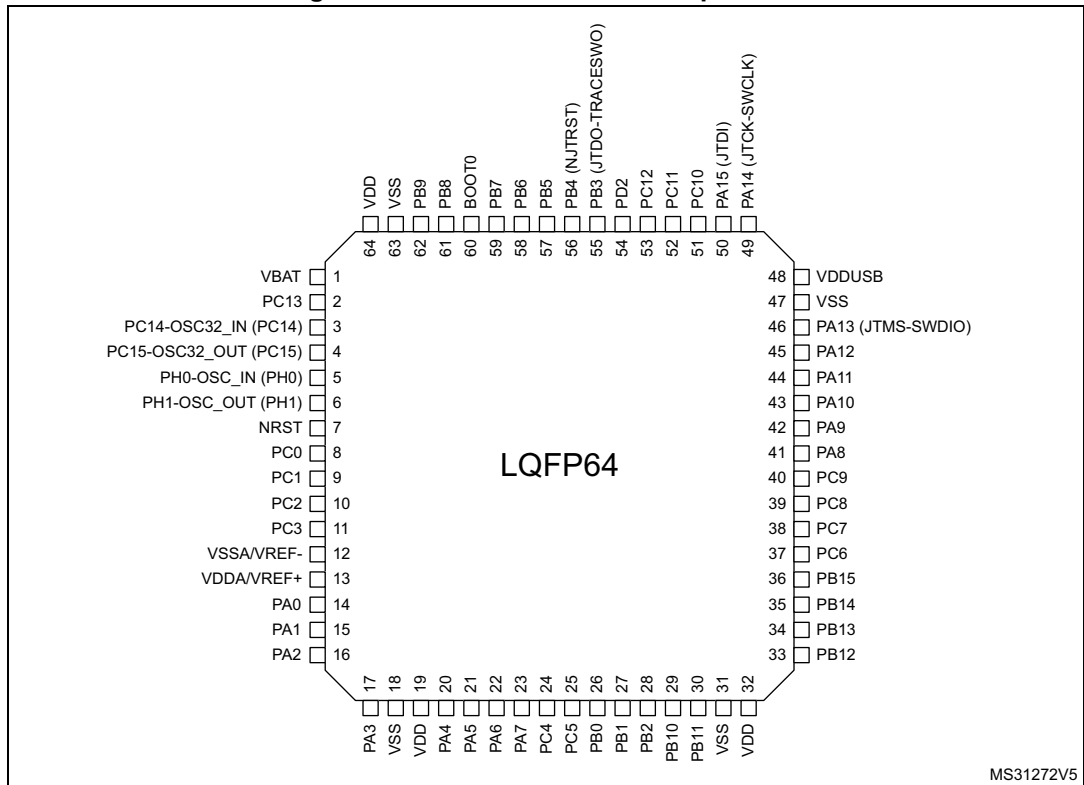 VDD
VSS
PB9
PB8
BOOT0
PB7
PB6
PB5
PB4 (NJTRST)
PB3 (JTDO-TRACESWO)
PD2
PC12
PC11
PC10
PA15 (JTDI)
PA14 (JTCK-SWCLK)
64 63 62 61 60 59 58 57 56 55 54 53 52 51 50 49
VBAT 1 48 VDDUSB
PC13 2 47 VSS
PC14-OSC32_IN (PC14) 3 46 PA13 (JTMS-SWDIO)
PC15-OSC32_OUT (PC15) 4 45 PA12
PH0-OSC_IN (PH0) 5 44 PA11
PH1-OSC_OUT (PH1) 6 43 PA10
NRST 7 42 PA9
PC0 8 41 PA8
LQFP64
PC1 9 40 PC9
PC2 10 39 PC8
PC3 11 38 PC7
VSSA/VREF- 12 37 PC6
VDDA/VREF+ 13 36 PB15
PA0 14 35 PB14
PA1 15 34 PB13
PA2 16 33 PB12
17 18 19 20 21 22 23 24 25 26 27 28 29 30 31 32
PA3
VSS
VDD
PA4
PA5
PA6
PA7
PC4
PC5
PB0
PB1
PB2
PB10
PB11
VSS
VDD
MS31272V5